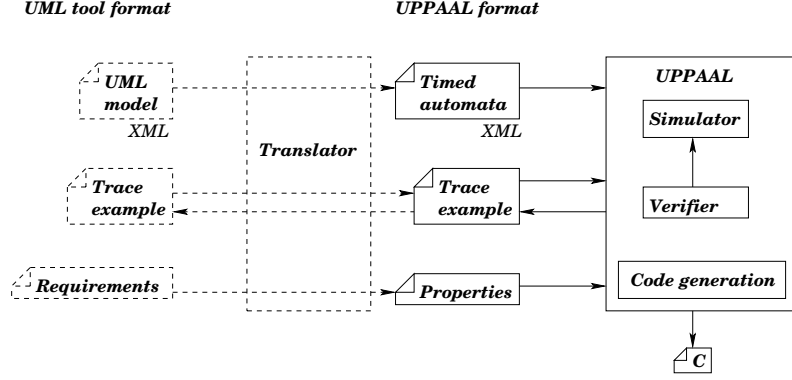 UML tool format
UPPAAL format
UML
model
XML
Timed
automata
XML
UPPAAL
Simulator
Translator
Trace
example
Trace
example
Verifier
Requirements
Properties
Code generation
C